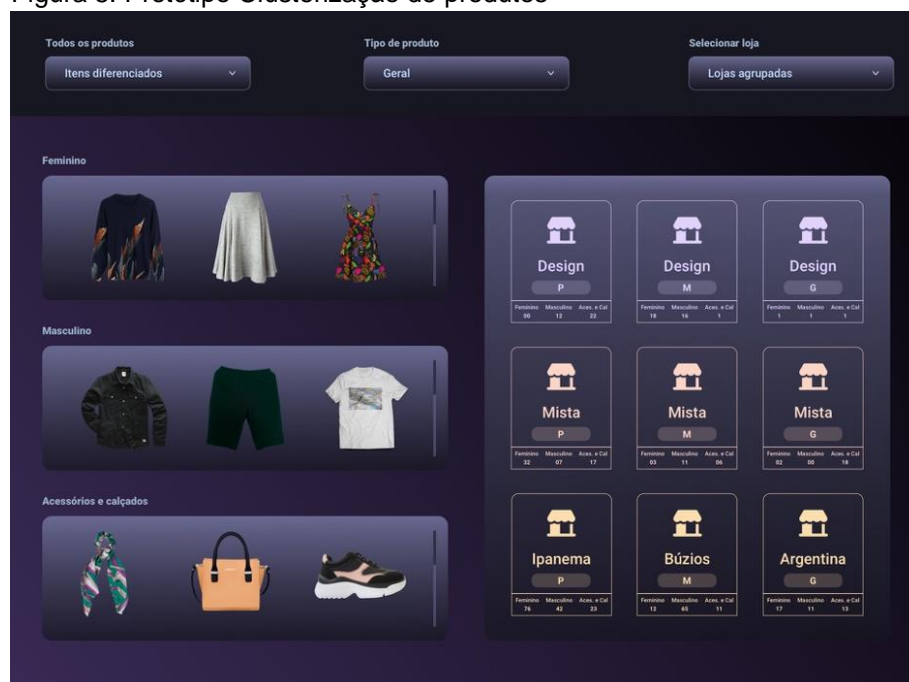 Figura 8: Protótipo Clusterização de produtos
Todos os produtos
Itens diferenciados
Tipo de produto
Geral
Selecionar loja
Lojas agrupadas
Feminino
Masculino
Acessórios e calçados
Design Design Design
P M G
Feminino Masculino Aces. e Cal Feminino Masculino Aces. e Cal Feminino Masculino Aces. e Cal
00 12 22 18 16 1 1 1 1
Mista Mista Mista
P M G
Feminino Masculino Aces. e Cal Feminino Masculino Aces. e Cal Feminino Masculino Aces. e Cal
32 07 17 03 11 06 02 00 18
Ipanema Búzios Argentina
P M G
Feminino Masculino Aces. e Cal Feminino Masculino Aces. e Cal Feminino Masculino Aces. e Cal
76 42 23 12 65 11 17 11 13